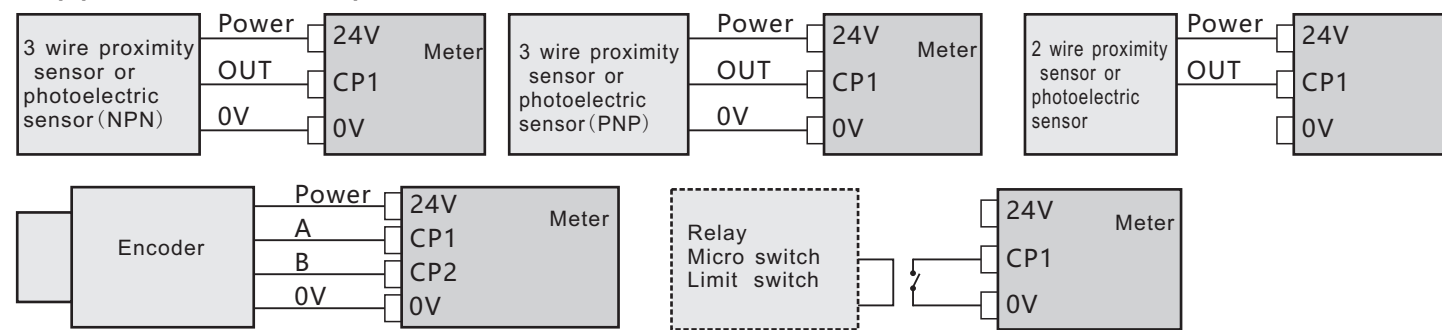 3 wire proximity
sensor or
photoelectric
sensor(NPN)
Power
OUT
0V
24V
CP1
0V
Meter
3 wire proximity
sensor or
photoelectric
sensor(PNP)
Power
OUT
0V
24V
CP1
0V
Meter
2 wire proximity
sensor or
photoelectric
sensor
Power
OUT
24V
CP1
0V
Encoder
Power
A
B
0V
24V
CP1
CP2
0V
Meter
Relay
Micro switch
Limit switch
24V
CP1
0V
Meter